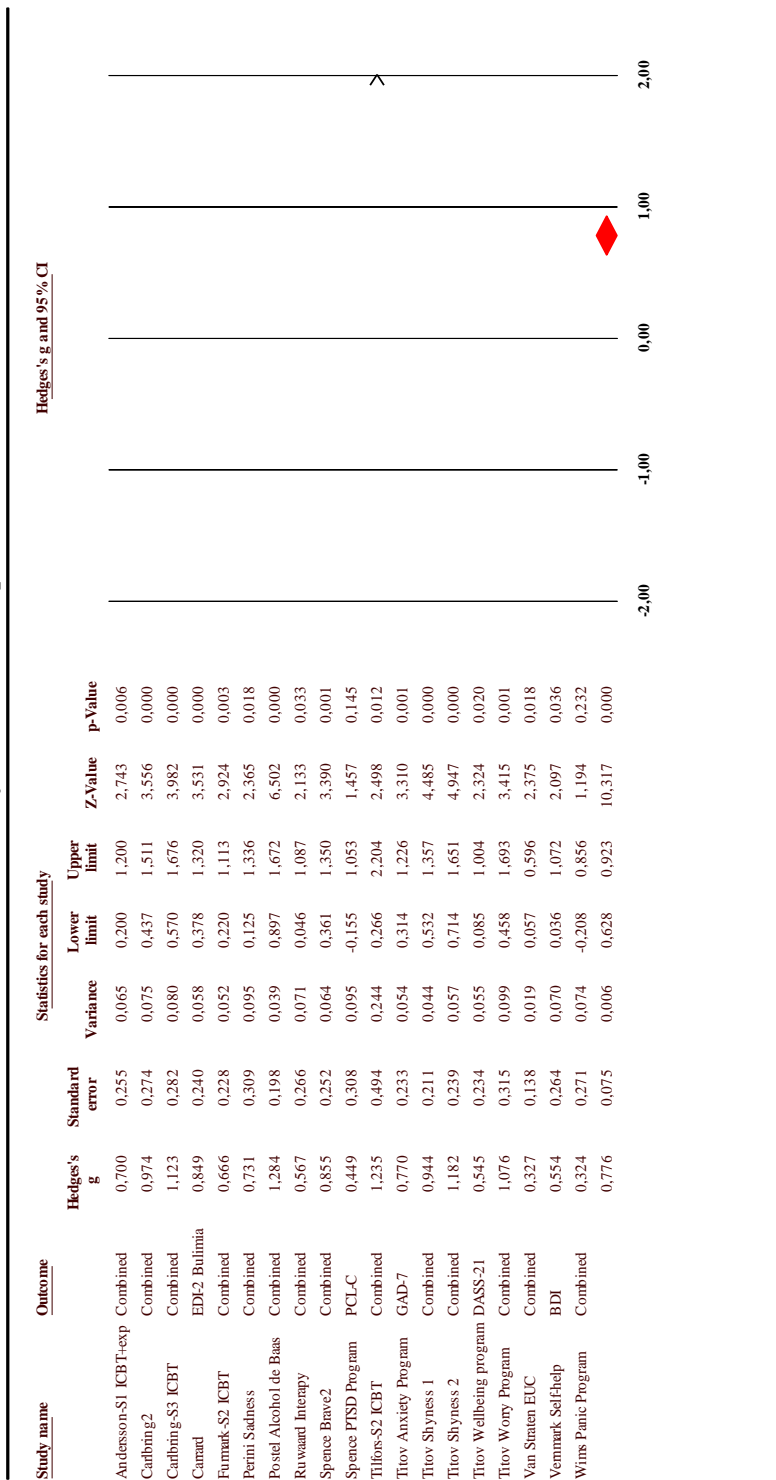 Study name Outcome Statistics for each study Hedges's g and 95% CI
Hedges's g Standard error Variance Lower limit Upper limit Z-Value p-Value
Andersson-S1 ICBT+exp Combined 0,700 0,255 0,065 0,200 1,200 2,743 0,006
Carlbring2 Combined 0,974 0,274 0,075 0,437 1,511 3,556 0,000
Carlbring-S3 ICBT Combined 1,123 0,282 0,080 0,570 1,676 3,982 0,000
Carrard EDI-2 Bulimia 0,849 0,240 0,058 0,378 1,320 3,531 0,000
Furmark-S2 ICBT Combined 0,666 0,228 0,052 0,220 1,113 2,924 0,003
Perini Sadness Combined 0,731 0,309 0,095 0,125 1,336 2,365 0,018
Postel Alcohol de Baas Combined 1,284 0,198 0,039 0,897 1,672 6,502 0,000
Ruwaard Interapy Combined 0,567 0,266 0,071 0,046 1,087 2,133 0,033
Spence Brave2 Combined 0,855 0,252 0,064 0,361 1,350 3,390 0,001
Spence PTSD Program PCL-C 0,449 0,308 0,095 -0,155 1,053 1,457 0,145
Tilfors-S2 ICBT Combined 1,235 0,494 0,244 0,266 2,204 2,498 0,012
Titov Anxiety Program GAD-7 0,770 0,233 0,054 0,314 1,226 3,310 0,001
Titov Shyness 1 Combined 0,944 0,211 0,044 0,532 1,357 4,485 0,000
Titov Shyness 2 Combined 1,182 0,239 0,057 0,714 1,651 4,947 0,000
Titov Wellbeing program DASS-21 0,545 0,234 0,055 0,085 1,004 2,324 0,020
Titov Worry Program Combined 1,076 0,315 0,099 0,458 1,693 3,415 0,001
Van Straten EUC Combined 0,327 0,138 0,019 0,057 0,596 2,375 0,018
Vernmark Self-help BDI 0,554 0,264 0,070 0,036 1,072 2,097 0,036
Wims Panic Program Combined 0,324 0,271 0,074 -0,208 0,856 1,194 0,232
0,776 0,075 0,006 0,628 0,923 10,317 0,000
-2,00 -1,00 0,00 1,00 2,00